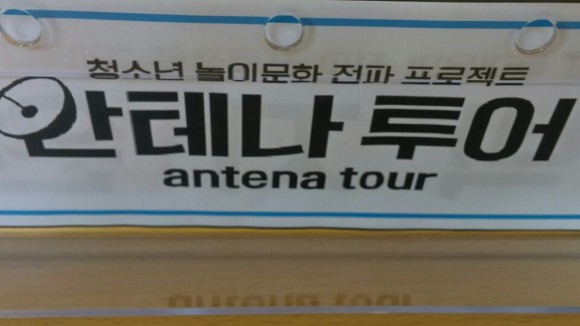 청소년 놀이문화 전파 프로젝트
안테나 투어
antena tour